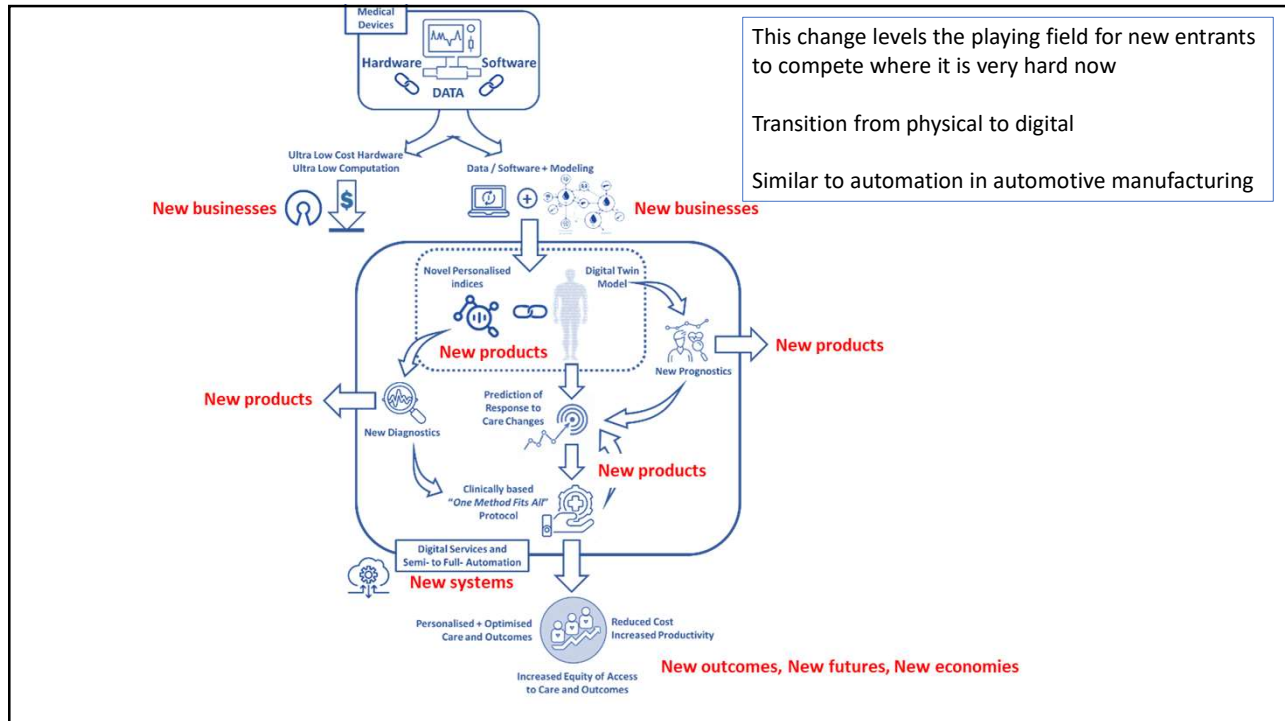 Medical
Devices
Hardware
Software
DATA
This change levels the playing field for new entrants
to compete where it is very hard now
Transition from physical to digital
Similar to automation in automotive manufacturing
Ultra Low Cost Hardware
Ultra Low Computation
Data / Software + Modeling
New businesses
$
New businesses
Novel Personalised
indices
Digital Twin
Model
New products
New Prognostics
New products
New products
New Diagnostics
Prediction of
Response to
Care Changes
New products
Clinically based
"One Method Fits All"
Protocol
Digital Services and
Semi- to Full- Automation
New systems
Personalised + Optimised
Care and Outcomes
Reduced Cost
Increased Productivity
Increased Equity of Access
to Care and Outcomes
New outcomes, New futures, New economies